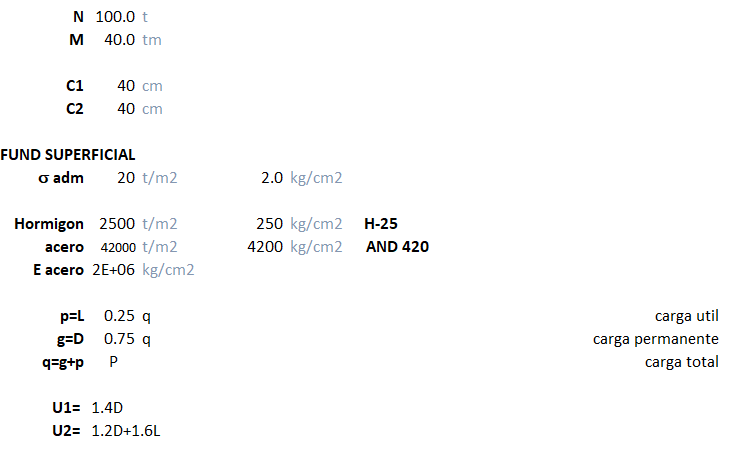 N 100.0 t
M 40.0 tm
C1 40 cm
C2 40 cm
FUND SUPERFICIAL
σ adm 20 t/m2 2.0 kg/cm2
Hormigon 2500 t/m2 250 kg/cm2 H-25
acero 42000 t/m2 4200 kg/cm2 AND 420
E acero 2E+06 kg/cm2
p=L 0.25 q carga util
g=D 0.75 q carga permanente
q=g+p P carga total
U1= 1.4D
U2= 1.2D+1.6L